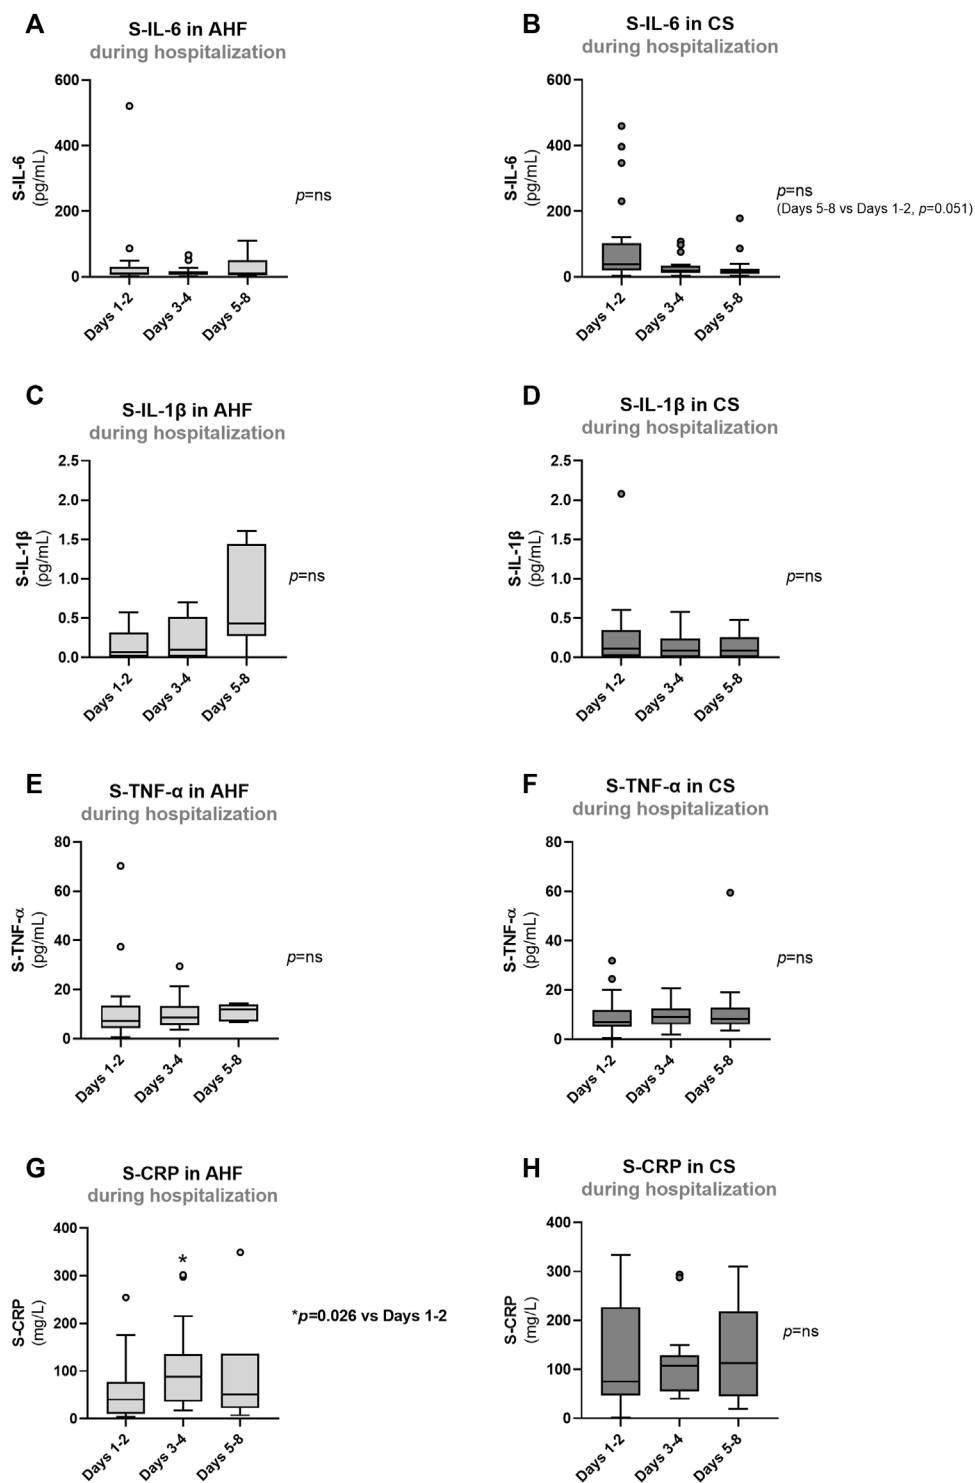 A
S-IL-6 in AHF
during hospitalization
S-IL-6
(pg/mL)
600
400
200
0
p=ns
Days 1-2
Days 3-4
Days 5-8
B
S-IL-6 in CS
during hospitalization
S-IL-6
(pg/mL)
600
400
200
0
p=ns
(Days 5-8 vs Days 1-2, p=0.051)
Days 1-2
Days 3-4
Days 5-8
C
S-IL-1β in AHF
during hospitalization
S-IL-1β
(pg/mL)
2.5
2.0
1.5
1.0
0.5
0.0
p=ns
Days 1-2
Days 3-4
Days 5-8
D
S-IL-1β in CS
during hospitalization
S-IL-1β
(pg/mL)
2.5
2.0
1.5
1.0
0.5
0.0
p=ns
Days 1-2
Days 3-4
Days 5-8
E
S-TNF-α in AHF
during hospitalization
S-TNF-α
(pg/mL)
80
60
40
20
0
p=ns
Days 1-2
Days 3-4
Days 5-8
F
S-TNF-α in CS
during hospitalization
S-TNF-α
(pg/mL)
80
60
40
20
0
p=ns
Days 1-2
Days 3-4
Days 5-8
G
S-CRP in AHF
during hospitalization
S-CRP
(mg/L)
400
300
200
100
0
*
*p=0.026 vs Days 1-2
Days 1-2
Days 3-4
Days 5-8
H
S-CRP in CS
during hospitalization
S-CRP
(mg/L)
400
300
200
100
0
p=ns
Days 1-2
Days 3-4
Days 5-8